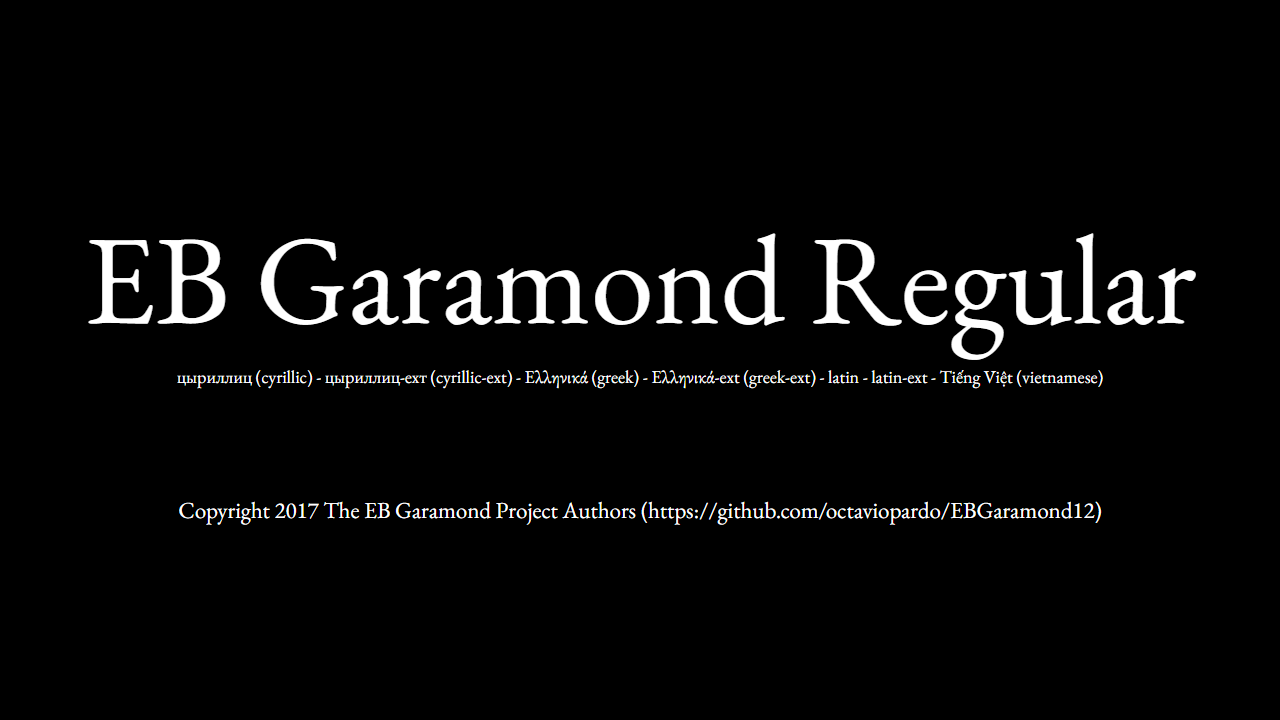 EB Garamond Regular
цыриллиц (cyrillic) - цыриллиц-ехт (cyrillic-ext) - Ελληνικά (greek) - Ελληνικά-ext (greek-ext) - latin - latin-ext - Tiếng Việt (vietnamese)
Copyright 2017 The EB Garamond Project Authors (https://github.com/octaviopardo/EBGaramond12)